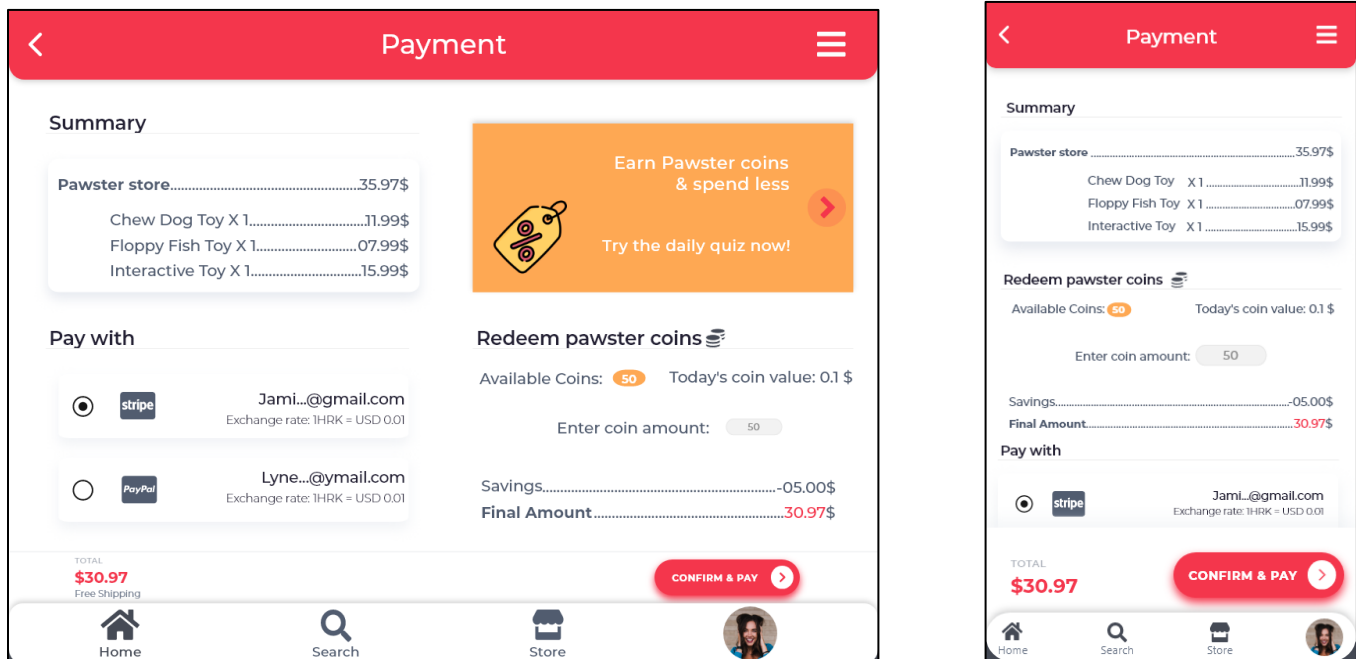 Payment
Summary
Pawster store...............................................35.97$
Chew Dog Toy X 1.............................11.99$
Floppy Fish Toy X 1.........................07.99$
Interactive Toy X 1............................15.99$
Earn Pawster coins
& spend less
Try the daily quiz now!
Pay with
stripe
Jami...@gmail.com
Exchange rate: 1HRK = USD 0.01
PayPal
Lyne...@ymail.com
Exchange rate: 1HRK = USD 0.01
Redeem pawster coins
Available Coins: 50 Today's coin value: 0.1 $
Enter coin amount: 50
Savings..........................................................-05.00$
Final Amount................................................30.97$
TOTAL
$30.97
Free Shipping
CONFIRM & PAY
Home Search Store
Payment
Summary
Pawster store....................................................................35.97$
Chew Dog Toy X 1................................11.99$
Floppy Fish Toy X 1..............................07.99$
Interactive Toy X 1...............................15.99$
Redeem pawster coins
Available Coins: 50 Today's coin value: 0.1 $
Enter coin amount: 50
Savings..............................................................................-05.00$
Final Amount.....................................................................30.97$
Pay with
stripe
Jami...@gmail.com
Exchange rate: 1HRK = USD 0.01
TOTAL
$30.97
CONFIRM & PAY
Home Search Store